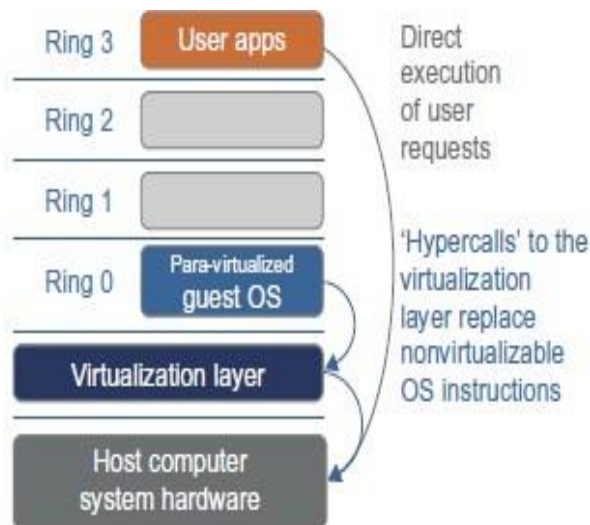 Ring 3
User apps
Direct
execution
of user
requests
Ring 2
Ring 1
Ring 0
Para-virtualized
guest OS
'Hypercalls' to the
virtualization
layer replace
nonvirtualizable
OS instructions
Virtualization layer
Host computer
system hardware